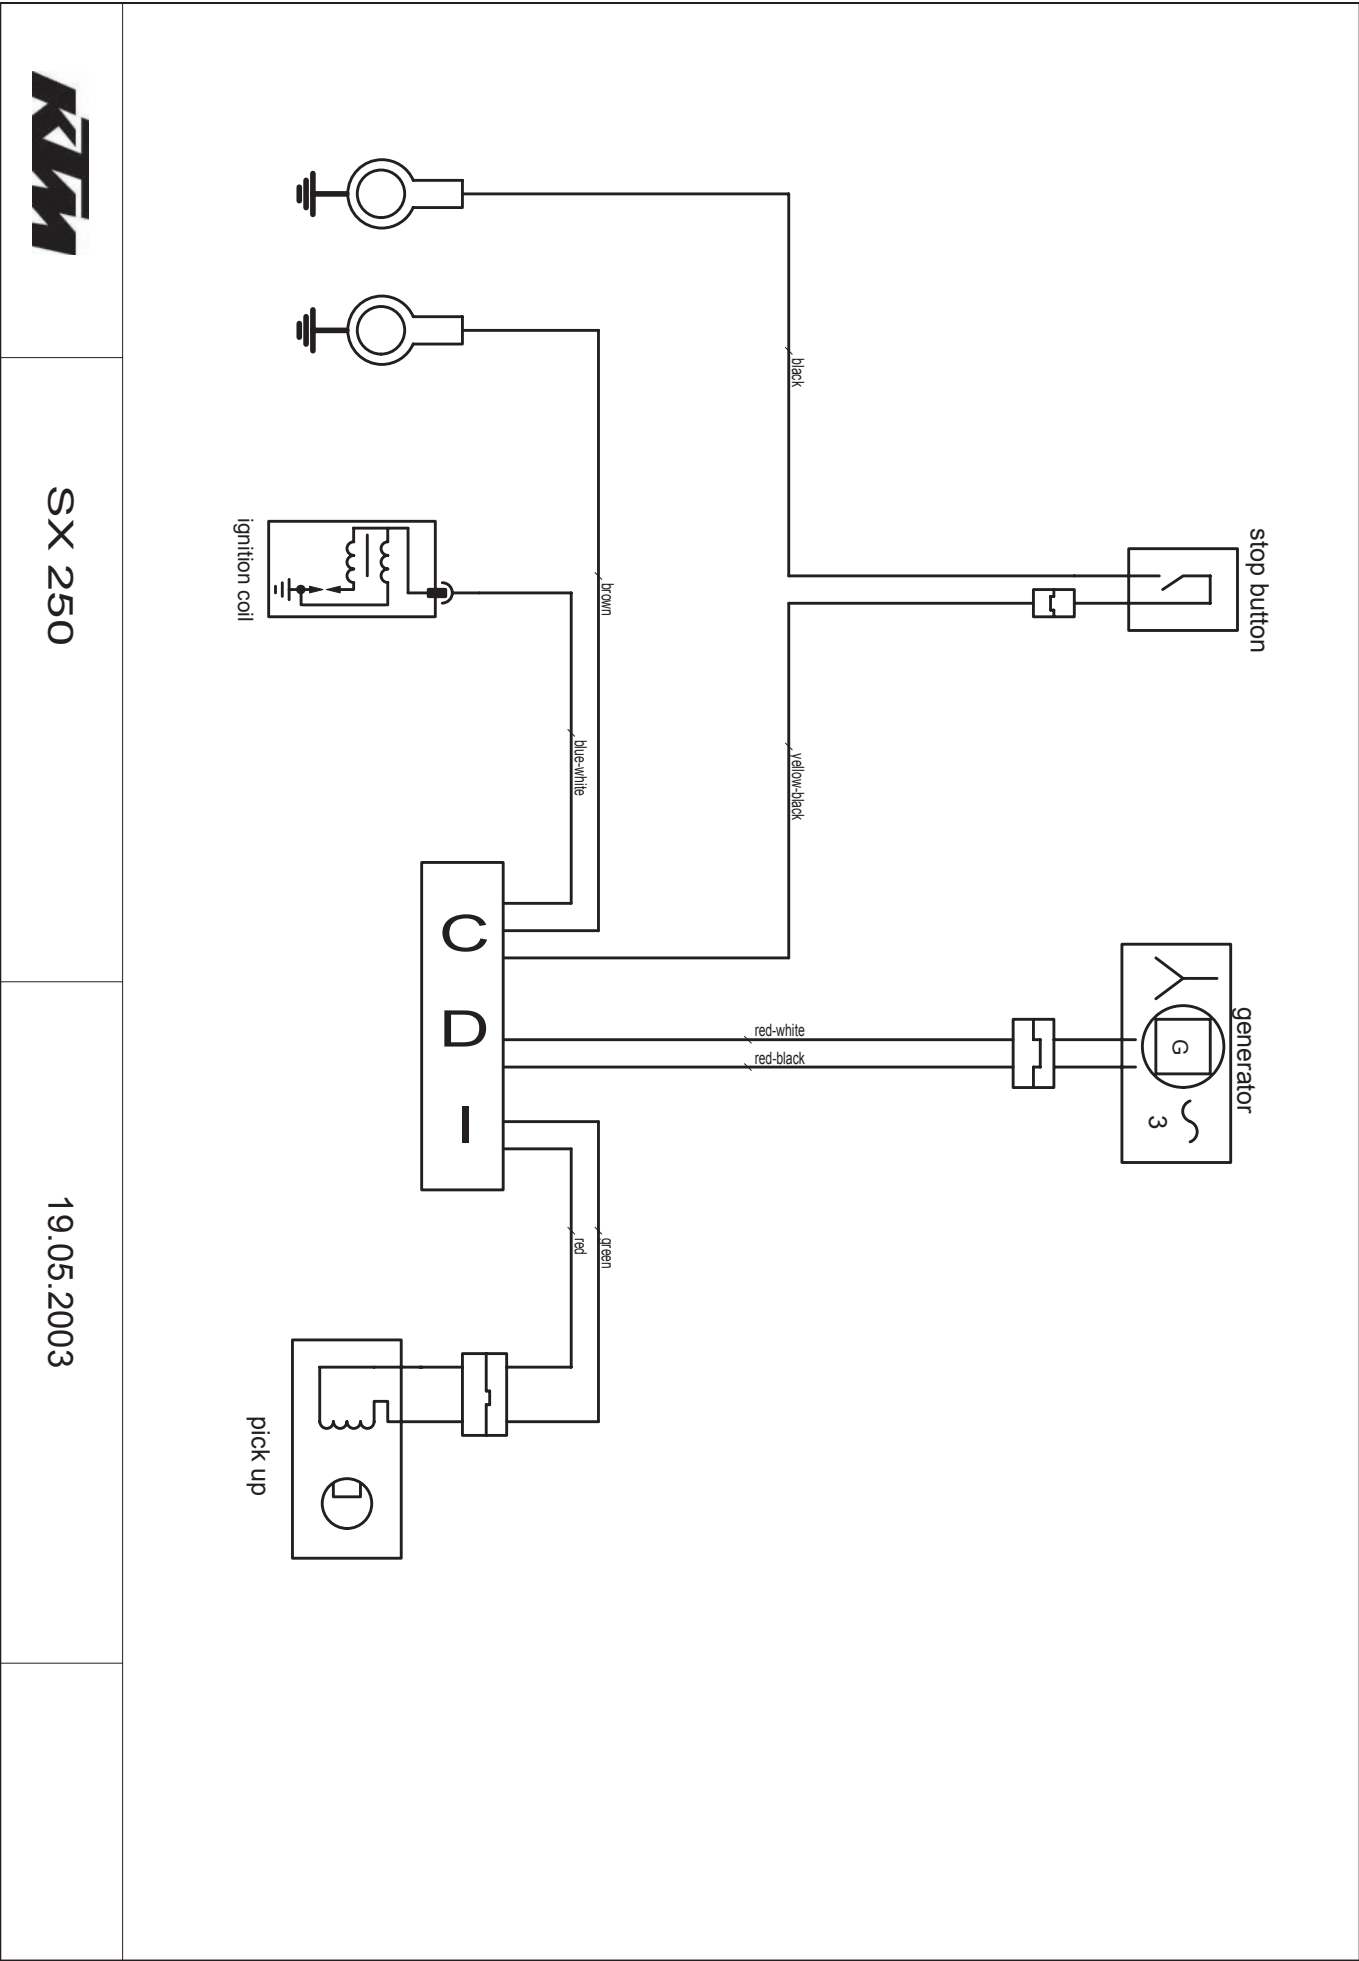 stop button
generator
G
3
black
yellow-black
red-white
red-black
brown
blue-white
green
red
ignition coil
C D I
pick up
KTM
SX 250
19.05.2003